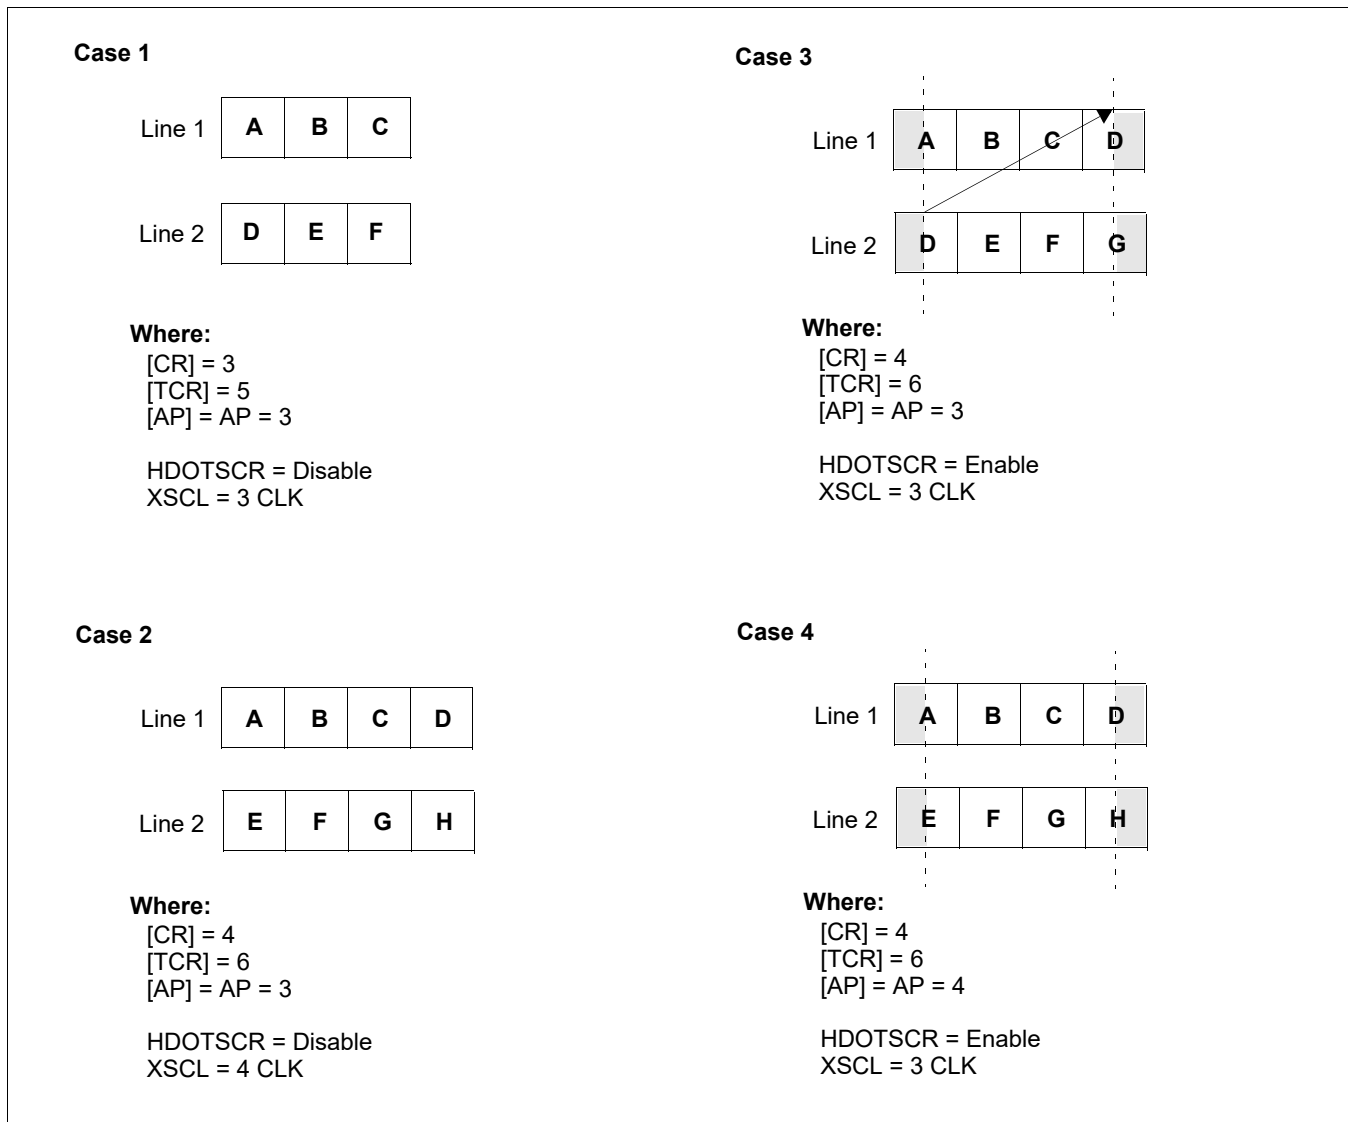 Case 1
Line 1 A B C
Line 2 D E F
Where:
[CR] = 3
[TCR] = 5
[AP] = AP = 3
HDOTSCR = Disable
XSCL = 3 CLK
Case 3
Line 1 A B C D
Line 2 D E F G
Where:
[CR] = 4
[TCR] = 6
[AP] = AP = 3
HDOTSCR = Enable
XSCL = 3 CLK
Case 2
Line 1 A B C D
Line 2 E F G H
Where:
[CR] = 4
[TCR] = 6
[AP] = AP = 3
HDOTSCR = Disable
XSCL = 4 CLK
Case 4
Line 1 A B C D
Line 2 E F G H
Where:
[CR] = 4
[TCR] = 6
[AP] = AP = 4
HDOTSCR = Enable
XSCL = 3 CLK